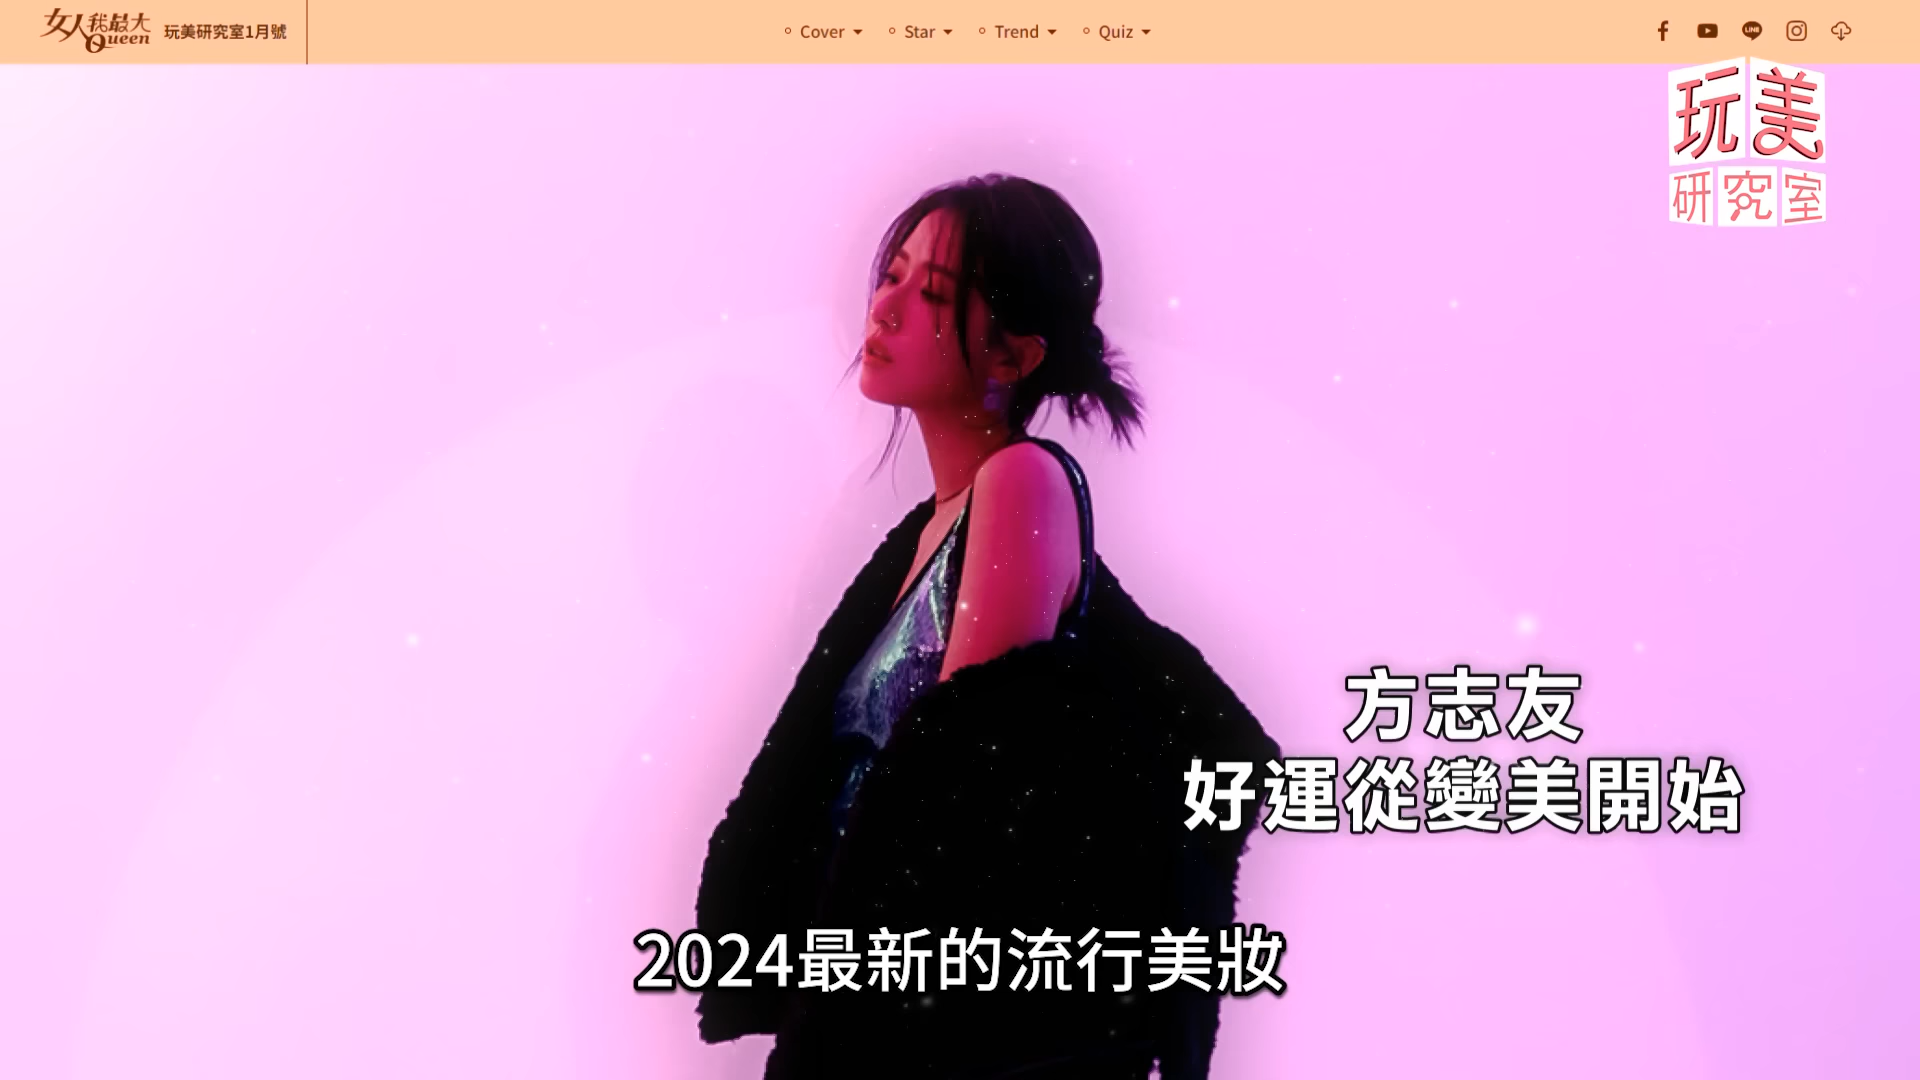 女人我最大
Queen
玩美研究室1月號
Cover
Star
Trend
Quiz
LINE
玩美
研究室
方志友
好運從變美開始
2024最新的流行美妝